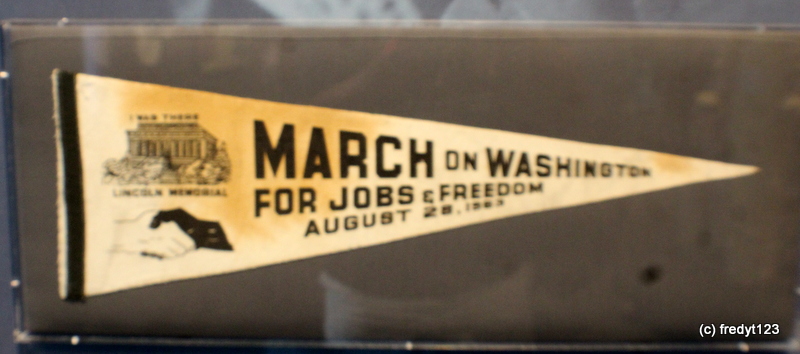 I WAS THERE
LINCOLN MEMORIAL
MARCH ON WASHINGTON
FOR JOBS & FREEDOM
AUGUST 28, 1963
(c) fredyt123